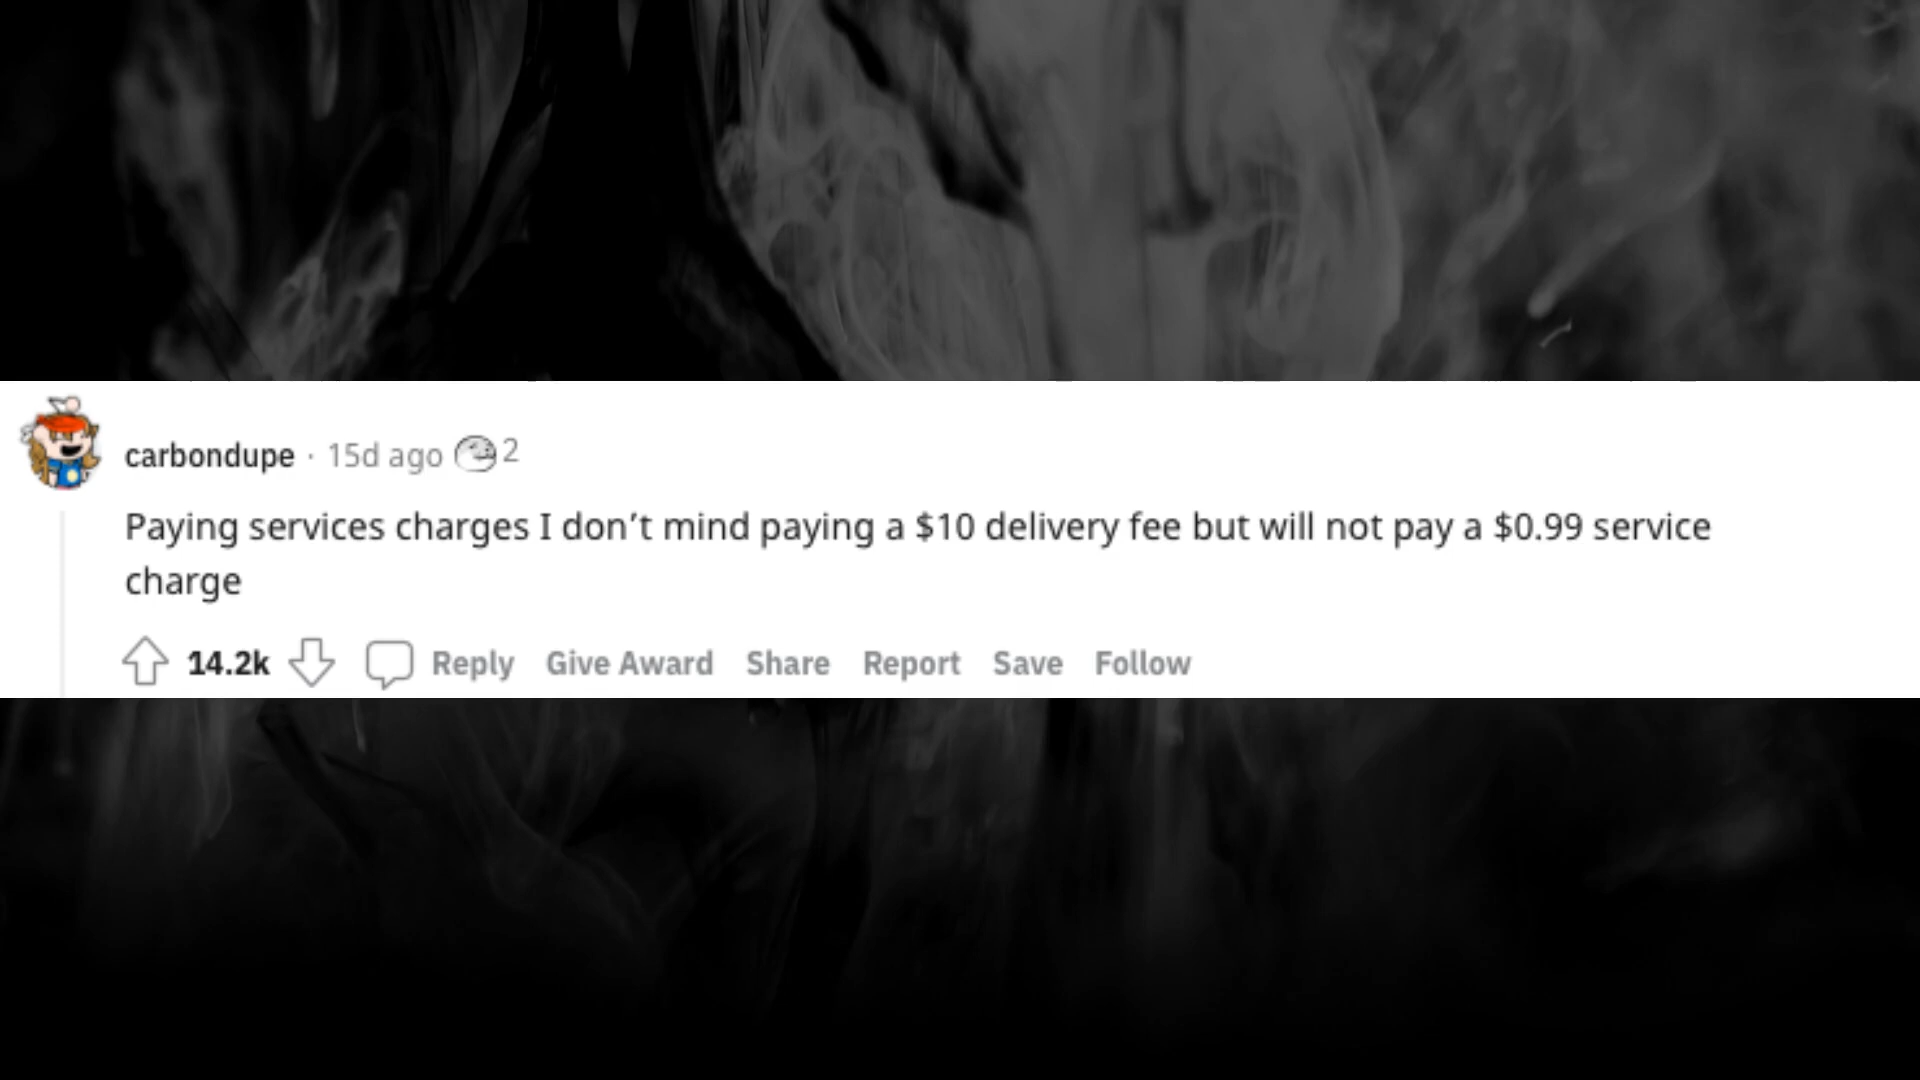 carbondupe · 15d ago 2
Paying services charges I don’t mind paying a $10 delivery fee but will not pay a $0.99 service
charge
14.2k Reply Give Award Share Report Save Follow